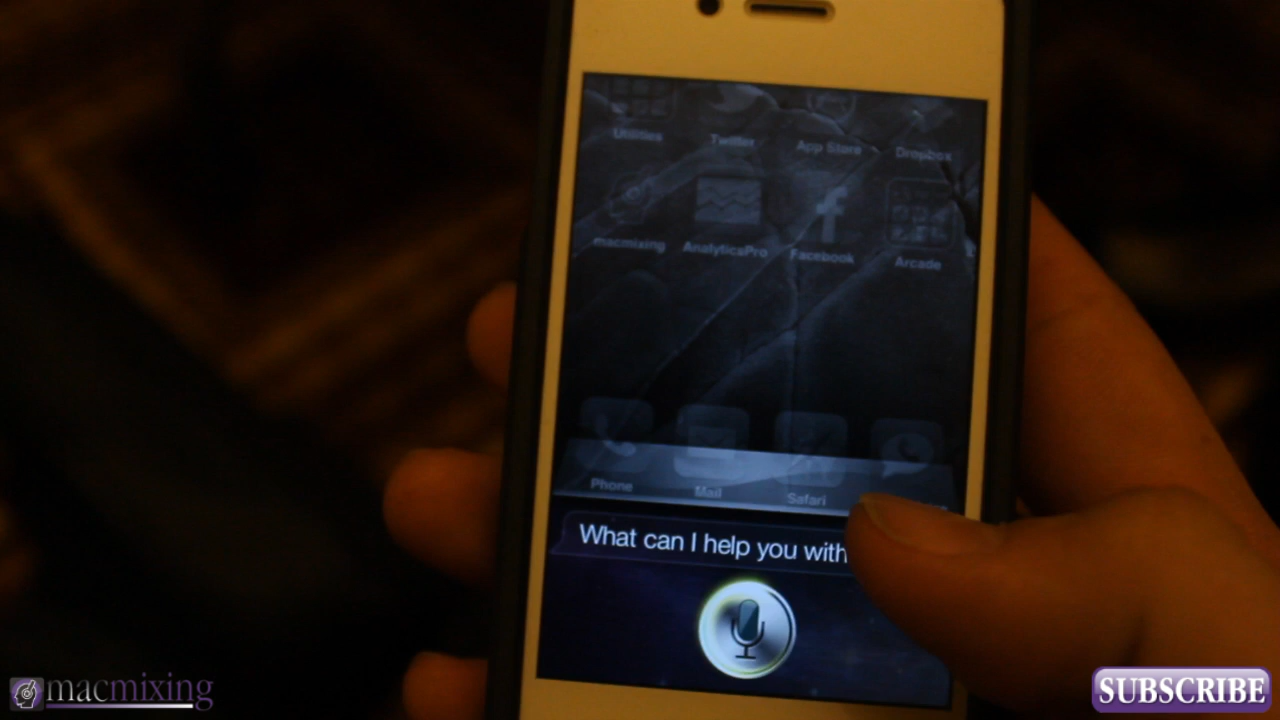 Utilities Twitter App Store Dropbox
macmixing AnalyticsPro Facebook Arcade
Phone Mail Safari
What can I help you with
macmixing
SUBSCRIBE